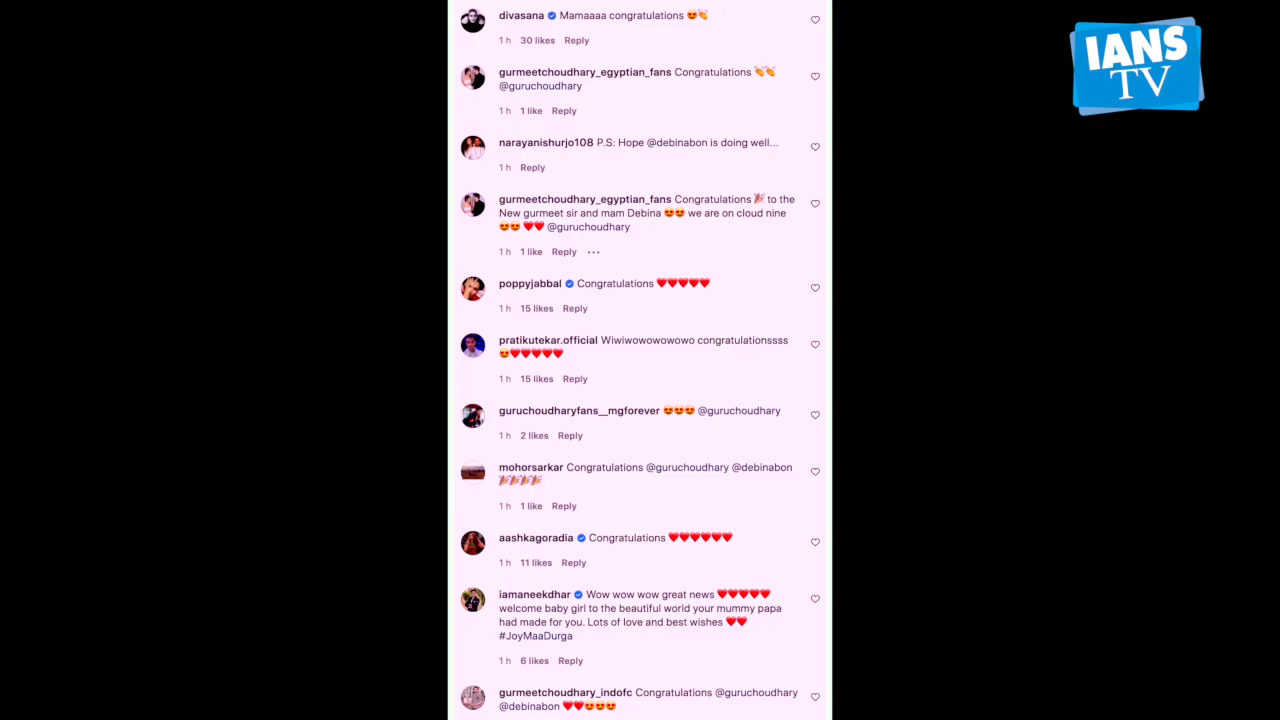 divasana Mamaaaa congratulations 😍👏
1 h 30 likes Reply
gurmeetchoudhary_egyptian_fans Congratulations 👏👏
@guruchoudhary
1 h 1 like Reply
narayanishurjo108 P.S: Hope @debinabon is doing well...
1 h Reply
gurmeetchoudhary_egyptian_fans Congratulations 🎉 to the
New gurmeet sir and mam Debina 😍😍 we are on cloud nine
😍😍 ❤️❤️ @guruchoudhary
1 h 1 like Reply ...
poppyjabbal Congratulations ❤️❤️❤️❤️❤️
1 h 15 likes Reply
pratikutekar.official Wiwiwowowowowo congratulationssss
😍❤️❤️❤️❤️❤️
1 h 15 likes Reply
guruchoudharyfans__mgforever 😍😍😍 @guruchoudhary
1 h 2 likes Reply
mohorsarkar Congratulations @guruchoudhary @debinabon
🎉🎉🎉🎉
1 h 1 like Reply
aashkagoradia Congratulations ❤️❤️❤️❤️❤️❤️
1 h 11 likes Reply
iamaneekdhar Wow wow wow great news ❤️❤️❤️❤️❤️
welcome baby girl to the beautiful world your mummy papa
had made for you. Lots of love and best wishes ❤️❤️
#JoyMaaDurga
1 h 6 likes Reply
gurmeetchoudhary_indofc Congratulations @guruchoudhary
@debinabon ❤️❤️😍😍😍
IANS
TV